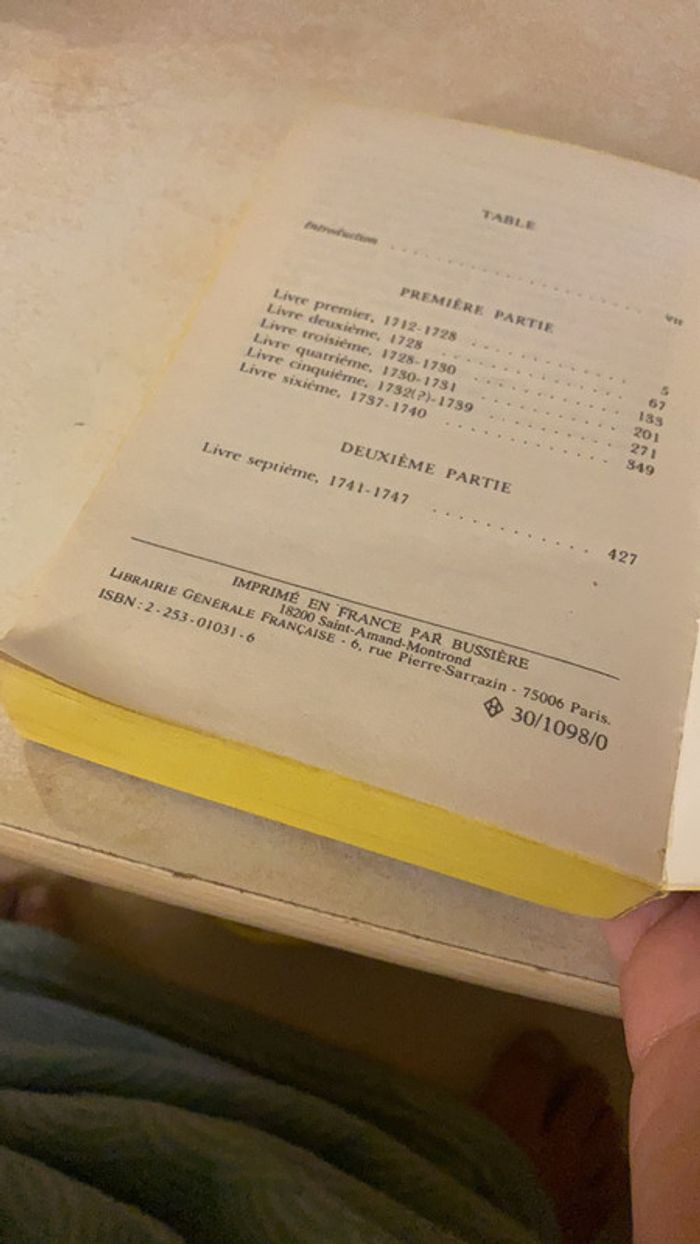 TABLE
Introduction . . . . . . . . . . . . . . . . . . . . . . . vii
PREMIÈRE PARTIE
Livre premier, 1712-1728 . . . . . . . . . . . . 5
Livre deuxième, 1728 . . . . . . . . . . . . . . 67
Livre troisième, 1728-1730 . . . . . . . . . . . 133
Livre quatrième, 1730-1731 . . . . . . . . . . . 201
Livre cinquième, 1732(?)-1739 . . . . . . . . . . 271
Livre sixième, 1737-1740 . . . . . . . . . . . . 349
DEUXIÈME PARTIE
Livre septième, 1741-1747 . . . . . . . . . . . . 427
IMPRIMÉ EN FRANCE PAR BUSSIÈRE
18200 Saint-Amand-Montrond
LIBRAIRIE GÉNÉRALE FRANÇAISE - 6, rue Pierre-Sarrazin - 75006 Paris.
ISBN : 2 - 253 - 01031 - 6
30/1098/0